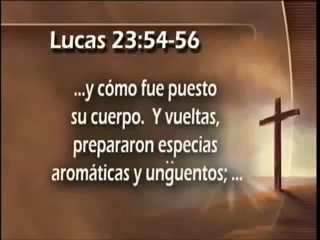 Lucas 23:54-56
...y cómo fue puesto
su cuerpo. Y vueltas,
prepararon especias
aromáticas y ungüentos; ...